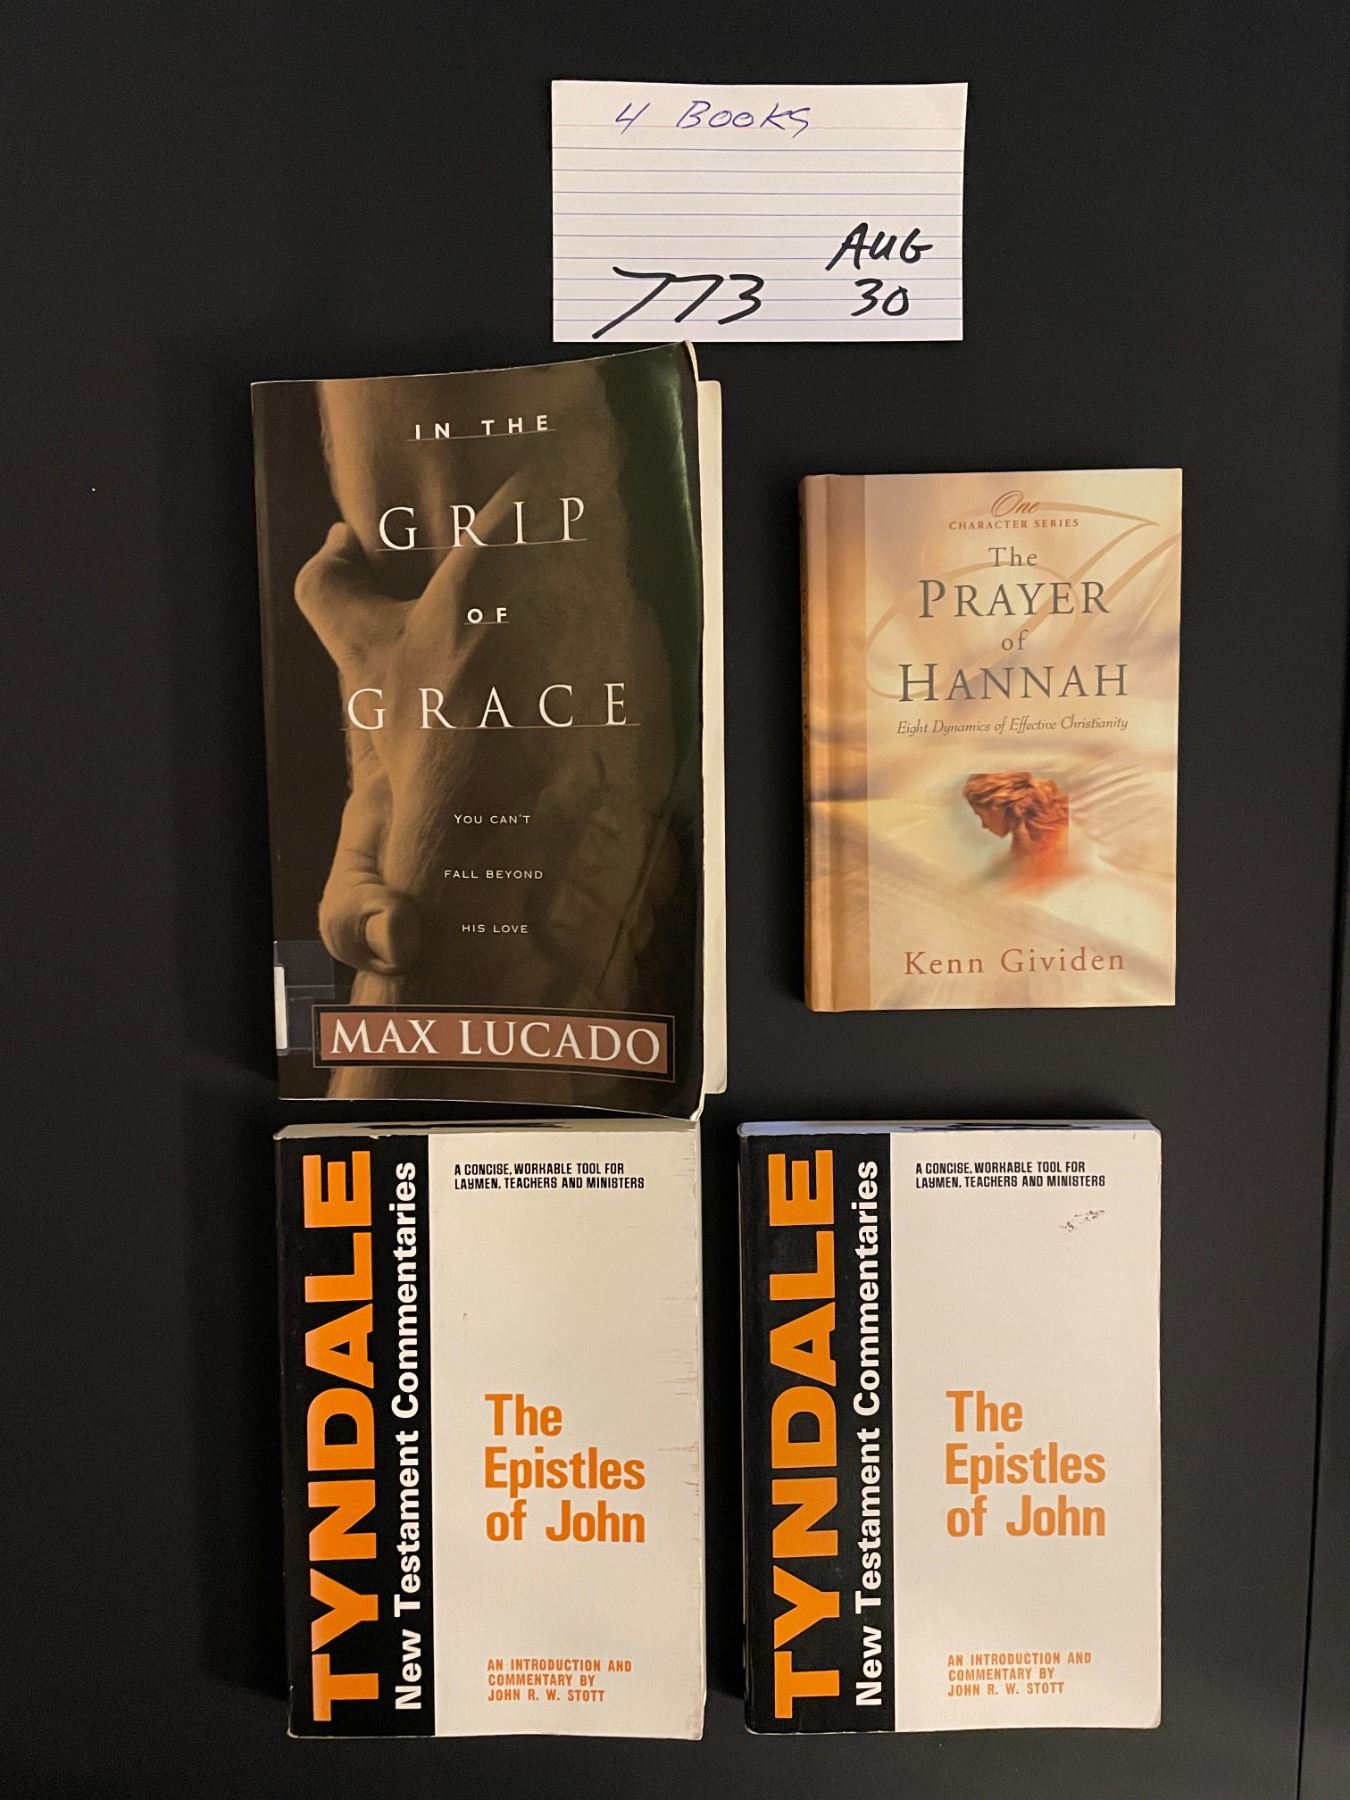 4 BOOKS
AUG
773 30
IN THE
GRIP
OF
GRACE
YOU CAN'T
FALL BEYOND
HIS LOVE
MAX LUCADO
One
CHARACTER SERIES
The
PRAYER
of
HANNAH
Eight Dynamics of Effective Christianity
Kenn Gividen
TYNDALE
New Testament Commentaries
A CONCISE, WORKABLE TOOL FOR
LAYMEN, TEACHERS AND MINISTERS
The
Epistles
of John
AN INTRODUCTION AND
COMMENTARY BY
JOHN R. W. STOTT
TYNDALE
New Testament Commentaries
A CONCISE, WORKABLE TOOL FOR
LAYMEN, TEACHERS AND MINISTERS
The
Epistles
of John
AN INTRODUCTION AND
COMMENTARY BY
JOHN R. W. STOTT